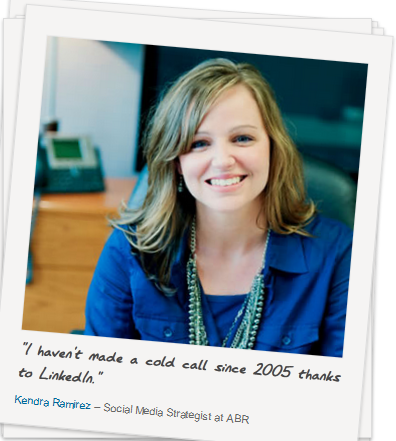 "I haven't made a cold call since 2005 thanks
to LinkedIn."
Kendra Ramirez – Social Media Strategist at ABR